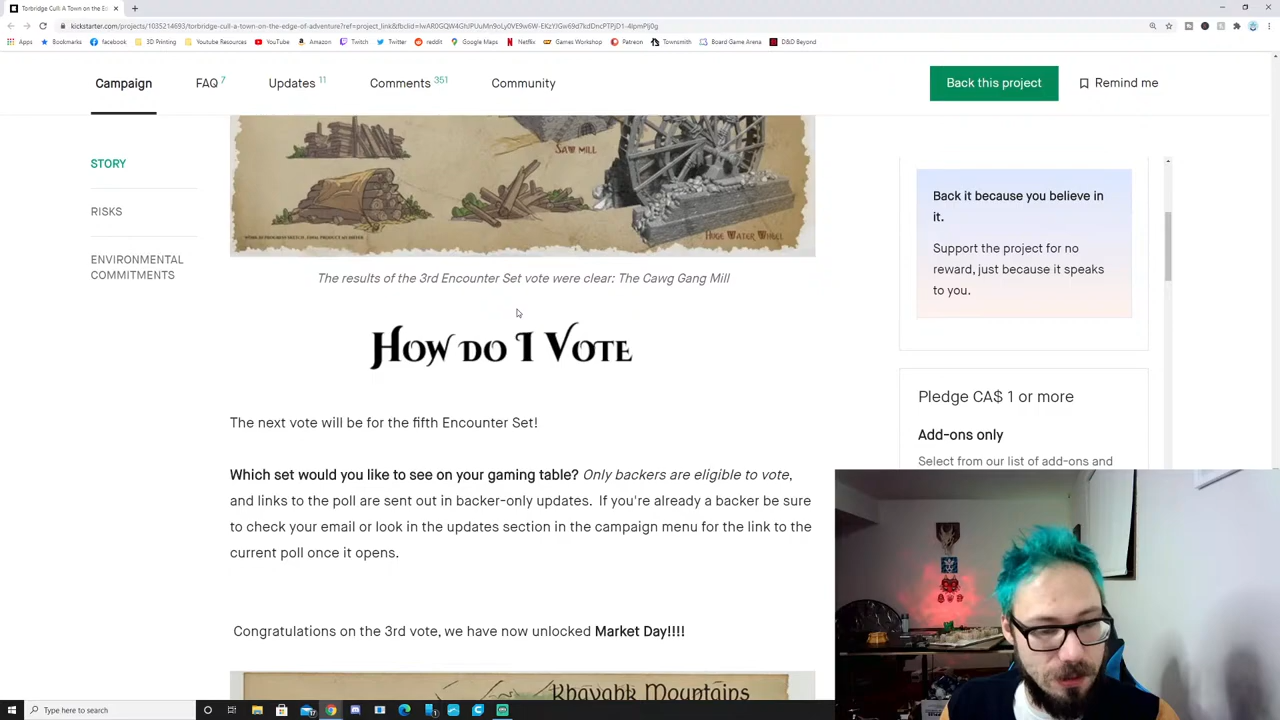 Torbridge Cull: A Town on the Ed
kickstarter.com/projects/1035214693/torbridge-cull-a-town-on-the-edge-of-adventure?ref=project_link&fbclid=
Apps
Bookmarks
facebook
3D Printing
Youtube Resources
YouTube
Amazon
Twitch
Twitter
reddit
Google Maps
Netflix
Games Workshop
Patreon
Townsmith
Board Game Arena
D&D Beyond
Campaign
FAQ 7
Updates 11
Comments 351
Community
Back this project
Remind me
STORY
RISKS
ENVIRONMENTAL
COMMITMENTS
SAW MILL
HUGE WATER WHEEL
The results of the 3rd Encounter Set vote were clear: The Cawg Gang Mill
HOW DO I VOTE
The next vote will be for the fifth Encounter Set!
Which set would you like to see on your gaming table? Only backers are eligible to vote,
and links to the poll are sent out in backer-only updates. If you're already a backer be sure
to check your email or look in the updates section in the campaign menu for the link to the
current poll once it opens.
Congratulations on the 3rd vote, we have now unlocked Market Day!!!!
Khavahk Mountains
Back it because you believe in
it.
Support the project for no
reward, just because it speaks
to you.
Pledge CA$ 1 or more
Add-ons only
Select from our list of add-ons and
Type here to search